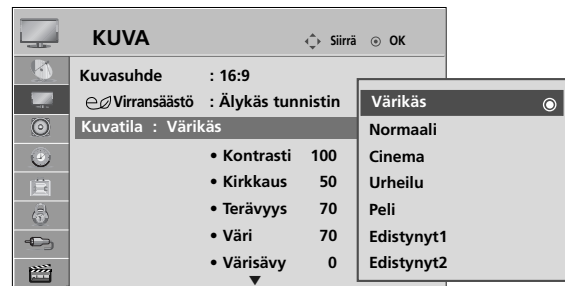 KUVA
Siirrä OK
Kuvasuhde : 16:9
Virransäästö : Älykäs tunnistin
Kuvatila : Värikäs
• Kontrasti 100
• Kirkkaus 50
• Terävyys 70
• Väri 70
• Värisävy 0
Värikäs
Normaali
Cinema
Urheilu
Peli
Edistynyt1
Edistynyt2